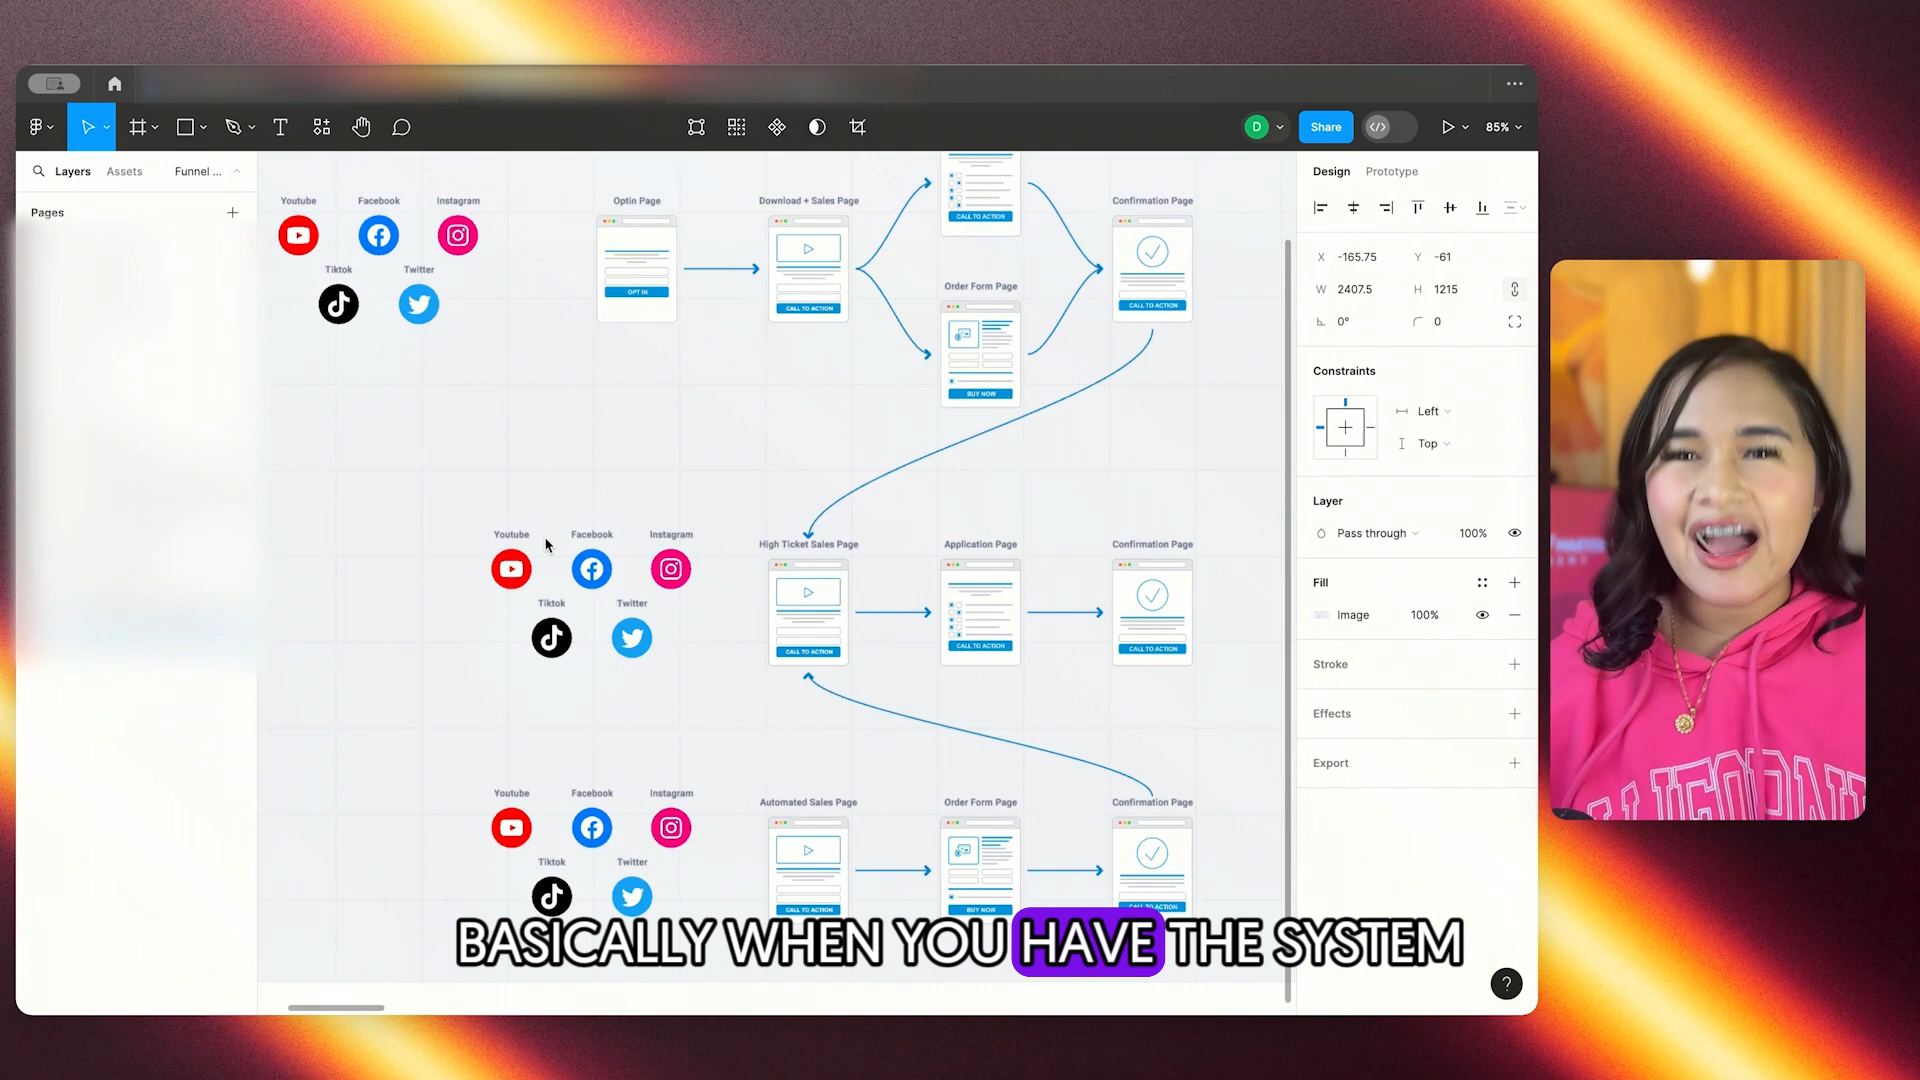 D
Share
85%
Layers
Assets
Funnel ...
Pages
Design
Prototype
X -165.75
Y -61
W 2407.5
H 1215
0°
0
Constraints
Left
Top
Layer
Pass through
100%
Fill
Image
100%
Stroke
Effects
Export
Youtube
Facebook
Instagram
Tiktok
Twitter
Optin Page
OPT IN
Download + Sales Page
CALL TO ACTION
CALL TO ACTION
Order Form Page
BUY NOW
Confirmation Page
CALL TO ACTION
Youtube
Facebook
Instagram
Tiktok
Twitter
High Ticket Sales Page
CALL TO ACTION
Application Page
CALL TO ACTION
Confirmation Page
CALL TO ACTION
Youtube
Facebook
Instagram
Tiktok
Twitter
Automated Sales Page
CALL TO ACTION
Order Form Page
BUY NOW
Confirmation Page
CALL TO ACTION
BASICALLY WHEN YOU HAVE THE SYSTEM
?